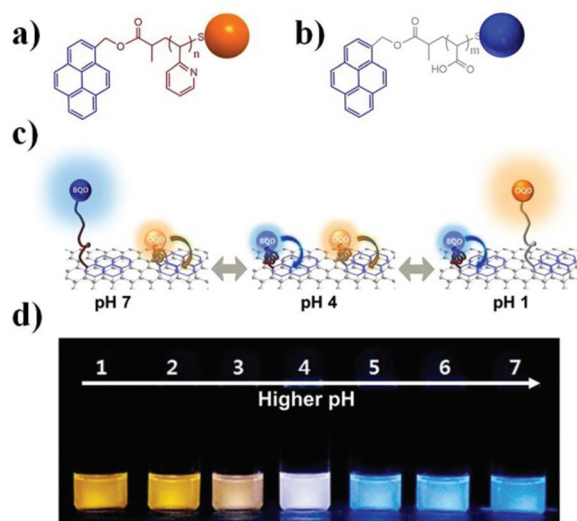 a)
b)
O
O
n
S
N
O
O
m
S
HO
O
c)
BQD
OQD
BQD
OQD
BQD
OQD
pH 7
pH 4
pH 1
d)
1 2 3 4 5 6 7
Higher pH